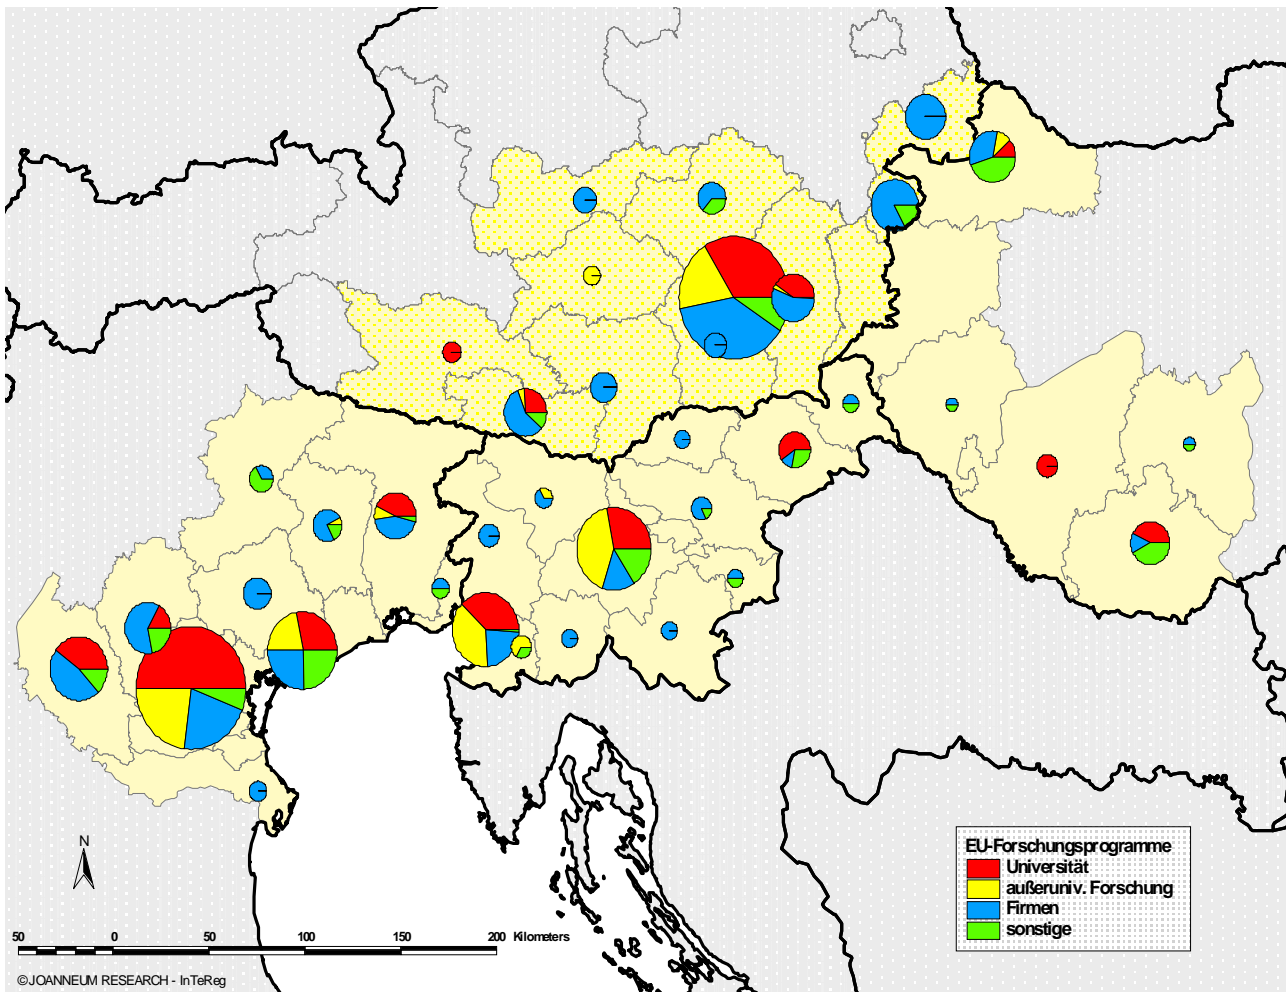 N
50 0 50 100 150 200 Kilometers
©JOANNEUM RESEARCH - InTeReg
EU-Forschungsprogramme
Universität
außeruniv. Forschung
Firmen
sonstige